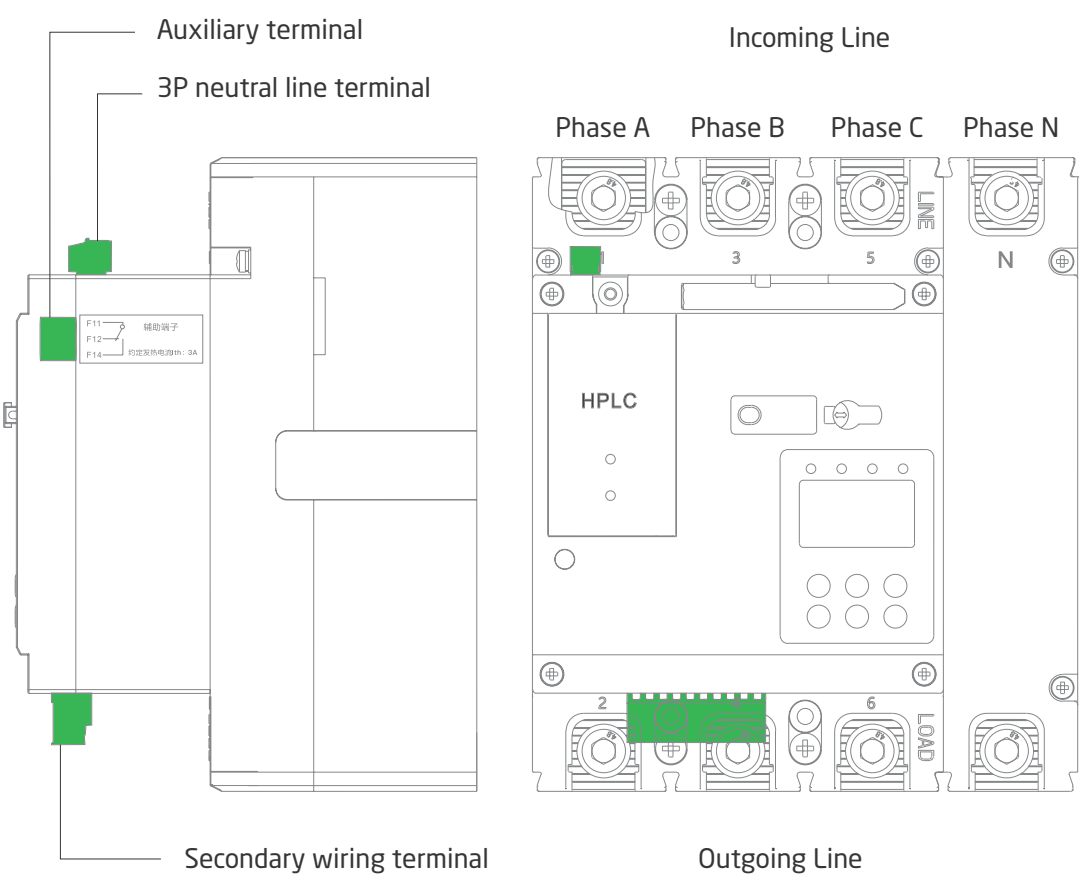 Auxiliary terminal
3P neutral line terminal
Incoming Line
Phase A Phase B Phase C Phase N
LINE
3 5 N
F11
F12
F14
辅助端子
约定发热电流Ith: 3A
HPLC
2 6
LOAD
Secondary wiring terminal
Outgoing Line